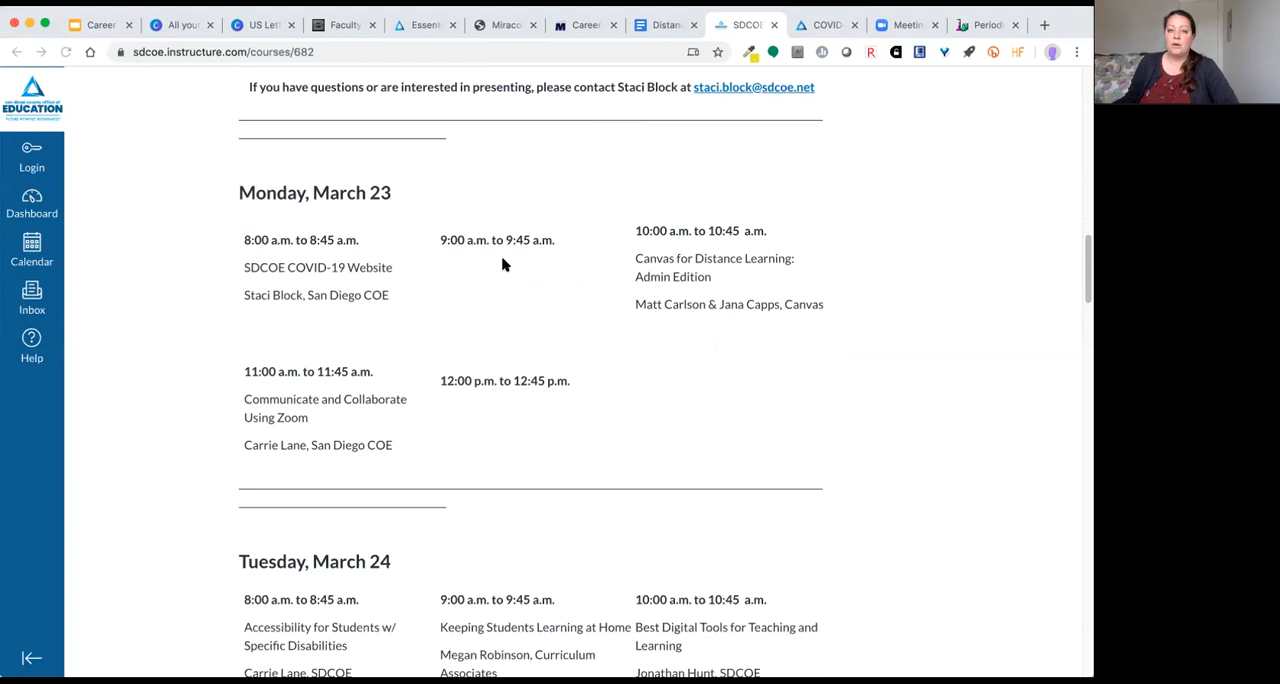 Career
All your
US Lett
Faculty
Essent
Miraco
Career
Distan
SDCOE
COVID-
Meetin
Period
sdcoe.instructure.com/courses/682
EDUCATION
Login
Dashboard
Calendar
Inbox
Help
If you have questions or are interested in presenting, please contact Staci Block at staci.block@sdcoe.net
Monday, March 23
8:00 a.m. to 8:45 a.m.
SDCOE COVID-19 Website
Staci Block, San Diego COE
9:00 a.m. to 9:45 a.m.
10:00 a.m. to 10:45 a.m.
Canvas for Distance Learning:
Admin Edition
Matt Carlson & Jana Capps, Canvas
11:00 a.m. to 11:45 a.m.
Communicate and Collaborate
Using Zoom
Carrie Lane, San Diego COE
12:00 p.m. to 12:45 p.m.
Tuesday, March 24
8:00 a.m. to 8:45 a.m.
Accessibility for Students w/
Specific Disabilities
Carrie Lane, SDCOE
9:00 a.m. to 9:45 a.m.
Keeping Students Learning at Home
Megan Robinson, Curriculum
Associates
10:00 a.m. to 10:45 a.m.
Best Digital Tools for Teaching and
Learning
Jonathan Hunt, SDCOE